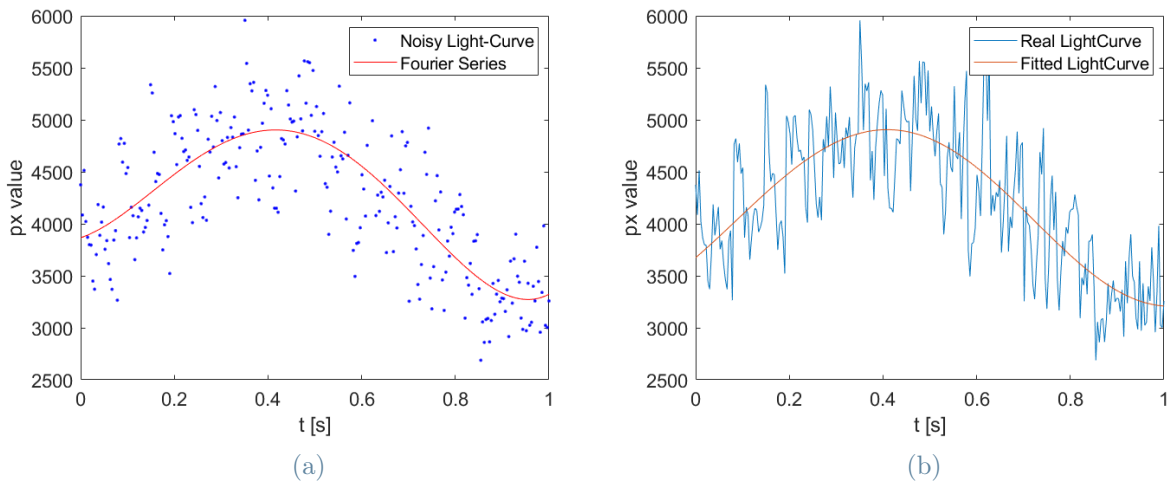 6000
5500
5000
4500
4000
3500
3000
2500
px value
Noisy Light-Curve
Fourier Series
0
0.2
0.4
0.6
0.8
1
t [s]
(a)
6000
5500
5000
4500
4000
3500
3000
2500
px value
Real LightCurve
Fitted LightCurve
0
0.2
0.4
0.6
0.8
1
t [s]
(b)